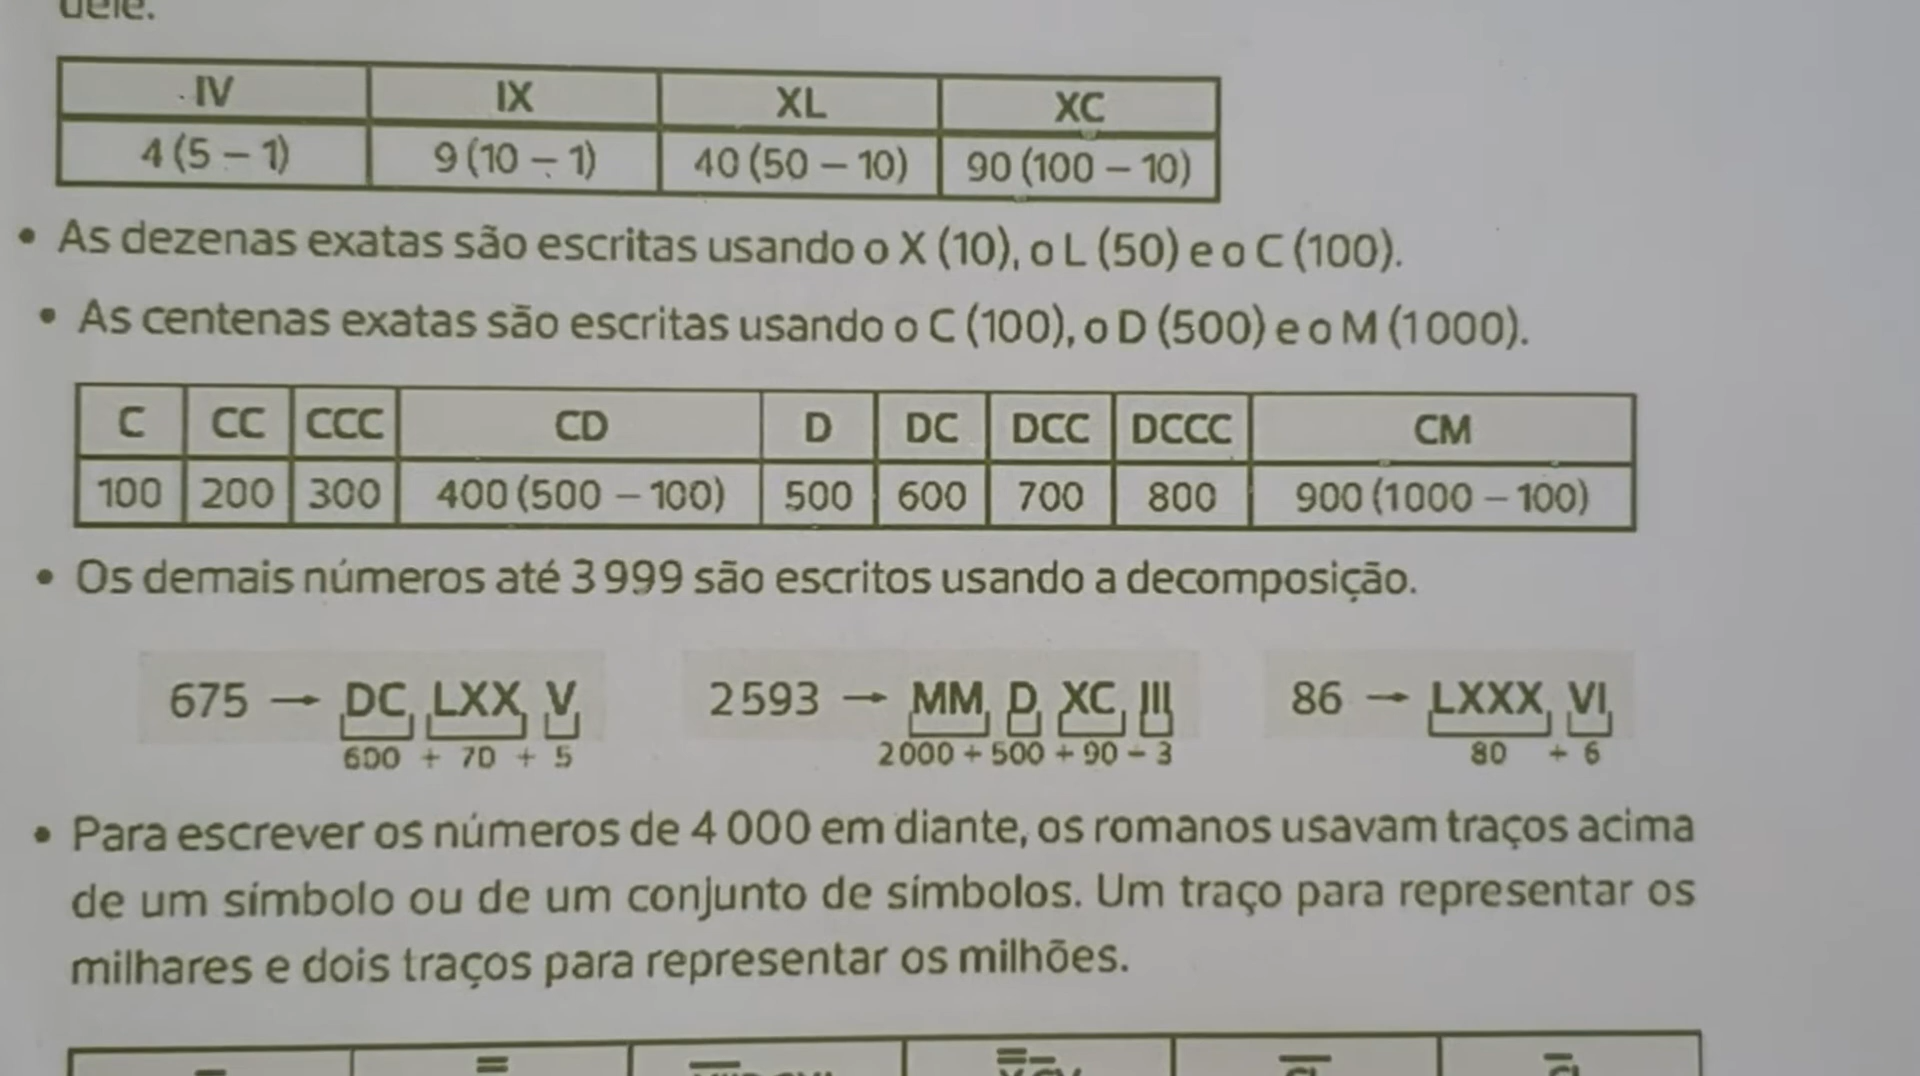 dele.
IV IX XL XC
4 (5 – 1) 9 (10 – 1) 40 (50 – 10) 90 (100 – 10)
• As dezenas exatas são escritas usando o X (10), o L (50) e o C (100).
• As centenas exatas são escritas usando o C (100), o D (500) e o M (1 000).
C CC CCC CD D DC DCC DCCC CM
100 200 300 400 (500 – 100) 500 600 700 800 900 (1000 – 100)
• Os demais números até 3 999 são escritos usando a decomposição.
675 → DC LXX V 2 593 → MM D XC III 86 → LXXX VI
600 + 70 + 5 2 000 + 500 + 90 + 3 80 + 6
• Para escrever os números de 4 000 em diante, os romanos usavam traços acima
de um símbolo ou de um conjunto de símbolos. Um traço para representar os
milhares e dois traços para representar os milhões.